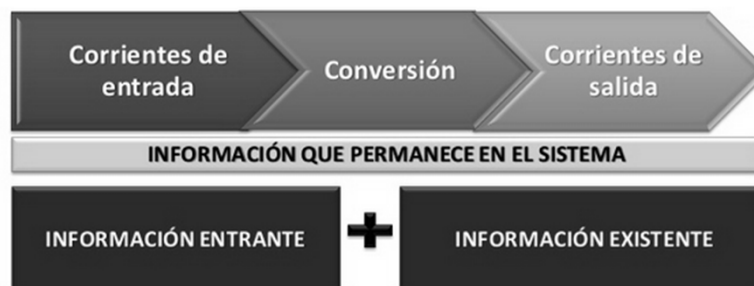 Corrientes de
entrada
Conversión
Corrientes de
salida
INFORMACIÓN QUE PERMANECE EN EL SISTEMA
INFORMACIÓN ENTRANTE
+
INFORMACIÓN EXISTENTE